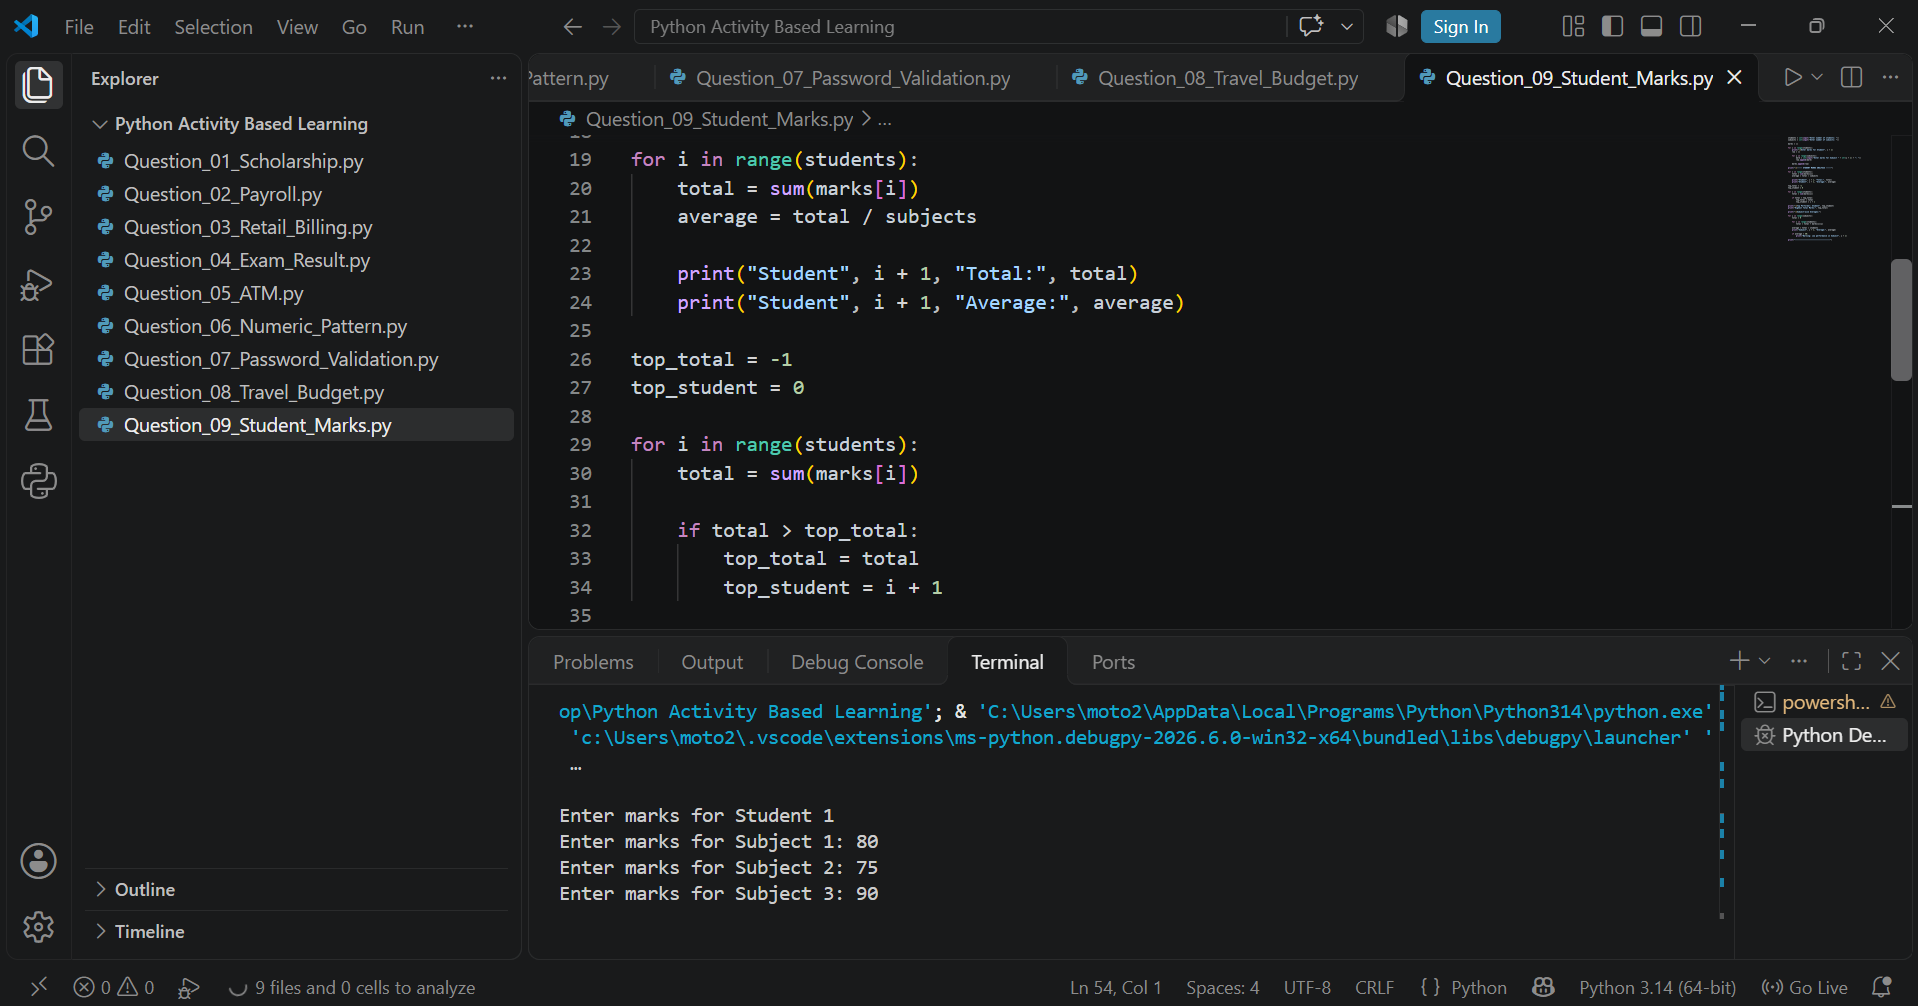 File Edit Selection View Go Run ···
Python Activity Based Learning
Sign In
Explorer
Python Activity Based Learning
Question_01_Scholarship.py
Question_02_Payroll.py
Question_03_Retail_Billing.py
Question_04_Exam_Result.py
Question_05_ATM.py
Question_06_Numeric_Pattern.py
Question_07_Password_Validation.py
Question_08_Travel_Budget.py
Question_09_Student_Marks.py
Outline
Timeline
attern.py Question_07_Password_Validation.py Question_08_Travel_Budget.py Question_09_Student_Marks.py
Question_09_Student_Marks.py > ...
19 for i in range(students):
20     total = sum(marks[i])
21     average = total / subjects
22
23     print("Student", i + 1, "Total:", total)
24     print("Student", i + 1, "Average:", average)
25
26 top_total = -1
27 top_student = 0
28
29 for i in range(students):
30     total = sum(marks[i])
31
32     if total > top_total:
33         top_total = total
34         top_student = i + 1
35
Problems Output Debug Console Terminal Ports
op\Python Activity Based Learning'; & 'C:\Users\moto2\AppData\Local\Programs\Python\Python314\python.exe'
'c:\Users\moto2\.vscode\extensions\ms-python.debugpy-2026.6.0-win32-x64\bundled\libs\debugpy\launcher' '
…
Enter marks for Student 1
Enter marks for Subject 1: 80
Enter marks for Subject 2: 75
Enter marks for Subject 3: 90
powersh...
Python De...
0 0 9 files and 0 cells to analyze
Ln 54, Col 1 Spaces: 4 UTF-8 CRLF { } Python Python 3.14 (64-bit) Go Live